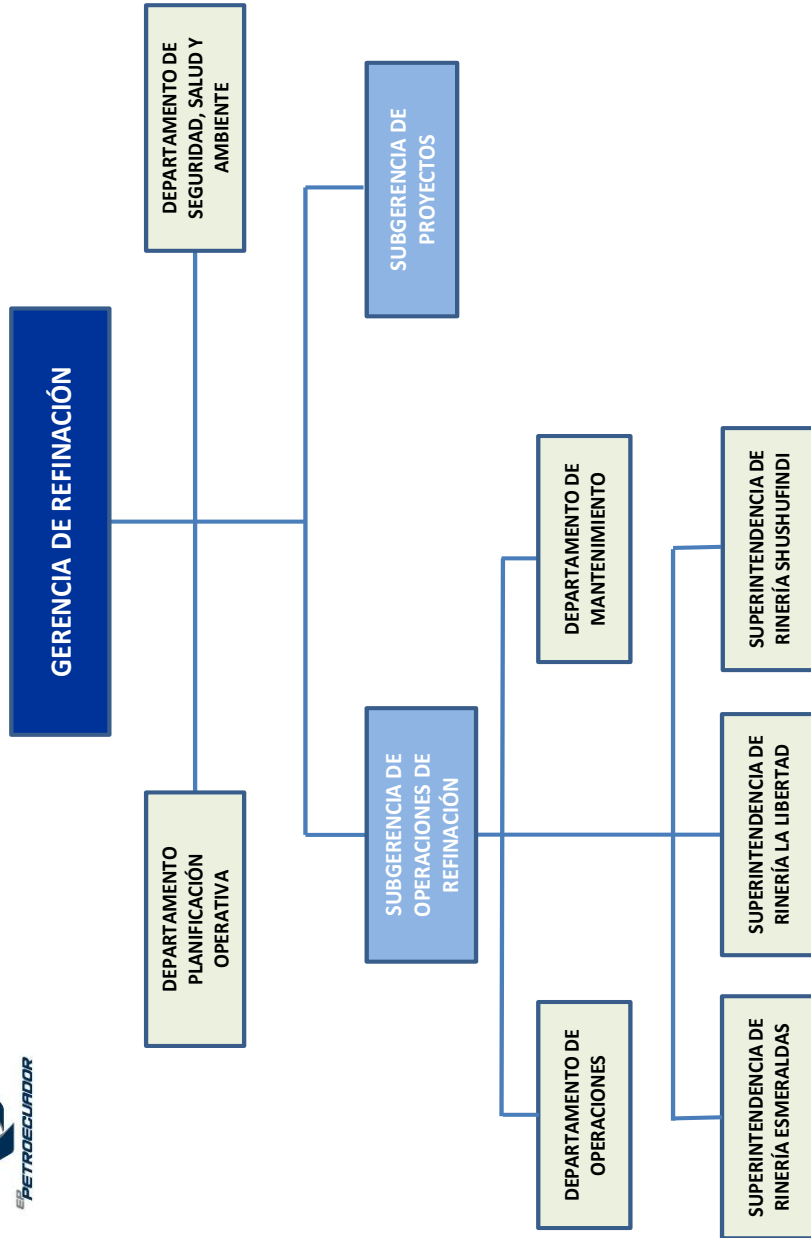 EP
PETROECUADOR
GERENCIA DE REFINACIÓN
DEPARTAMENTO
PLANIFICACIÓN
OPERATIVA
DEPARTAMENTO DE
SEGURIDAD, SALUD Y
AMBIENTE
SUBGERENCIA DE
OPERACIONES DE
REFINACIÓN
SUBGERENCIA DE
PROYECTOS
DEPARTAMENTO DE
OPERACIONES
DEPARTAMENTO DE
MANTENIMIENTO
SUPERINTENDENCIA DE
RINERÍA ESMERALDAS
SUPERINTENDENCIA DE
RINERÍA LA LIBERTAD
SUPERINTENDENCIA DE
RINERÍA SHUSHUFINDI